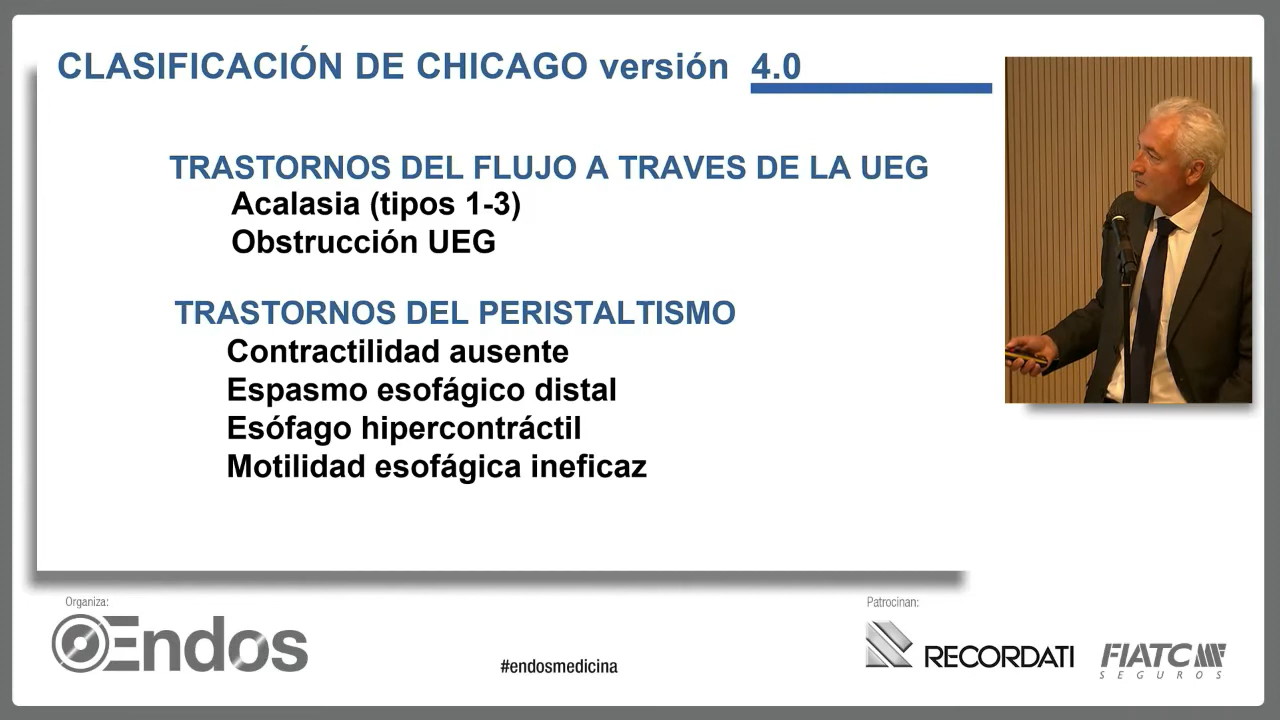 CLASIFICACIÓN DE CHICAGO versión 4.0
TRASTORNOS DEL FLUJO A TRAVES DE LA UEG
Acalasia (tipos 1-3)
Obstrucción UEG
TRASTORNOS DEL PERISTALTISMO
Contractilidad ausente
Espasmo esofágico distal
Esófago hipercontráctil
Motilidad esofágica ineficaz
Organiza:
Endos
#endosmedicina
Patrocinan:
RECORDATI
FIATC
SEGUROS